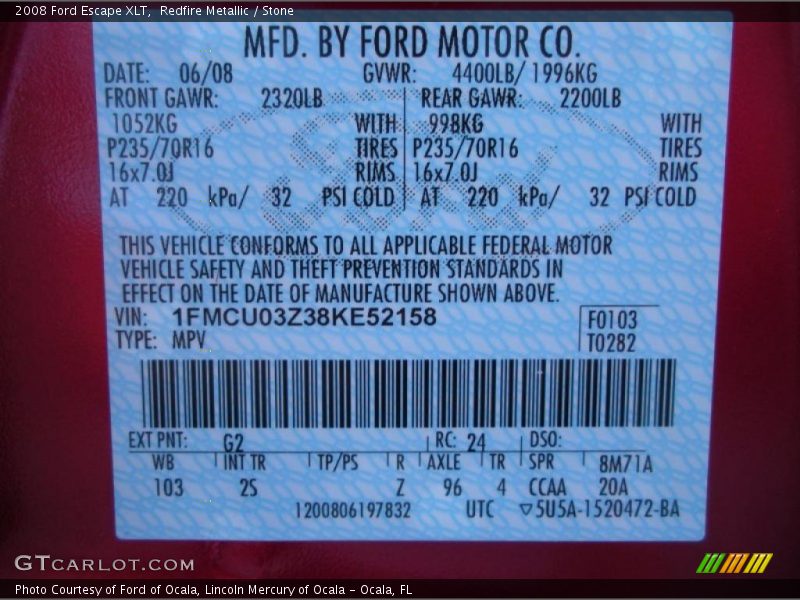 2008 Ford Escape XLT, Redfire Metallic / Stone
MFD. BY FORD MOTOR CO.
DATE: 06/08 GVWR: 4400LB/ 1996KG
FRONT GAWR: 2320LB REAR GAWR: 2200LB
1052KG WITH 998KG WITH
P235/70R16 TIRES P235/70R16 TIRES
16x7.0J RIMS 16x7.0J RIMS
AT 220 kPa/ 32 PSI COLD AT 220 kPa/ 32 PSI COLD
THIS VEHICLE CONFORMS TO ALL APPLICABLE FEDERAL MOTOR
VEHICLE SAFETY AND THEFT PREVENTION STANDARDS IN
EFFECT ON THE DATE OF MANUFACTURE SHOWN ABOVE.
VIN: 1FMCU03Z38KE52158 F0103
TYPE: MPV T0282
EXT PNT: G2 RC: 24 DSO:
WB INT TR TP/PS R AXLE TR SPR 8M71A
103 2S Z 96 4 CCAA 20A
1200806197832 UTC ▽5U5A-1520472-BA
GTCARLOT.COM
Photo Courtesy of Ford of Ocala, Lincoln Mercury of Ocala - Ocala, FL